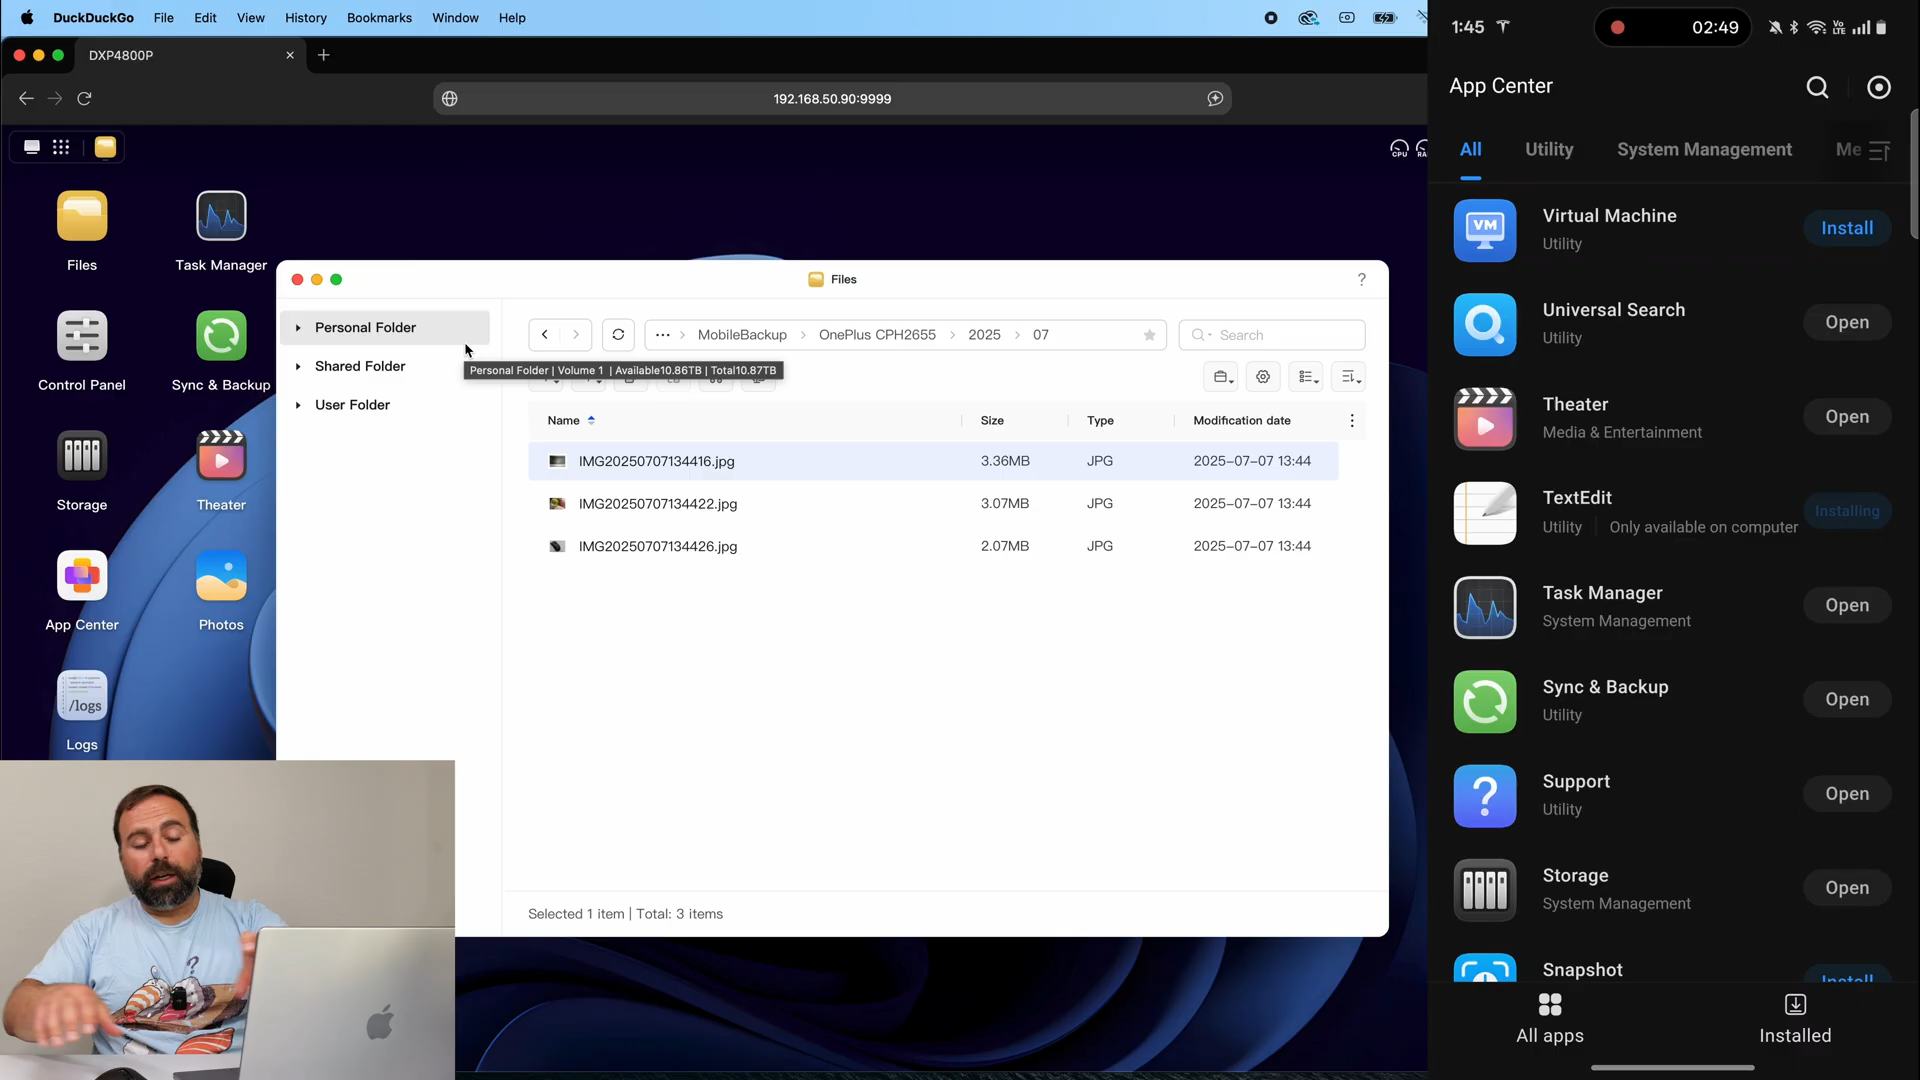 DuckDuckGo File Edit View History Bookmarks Window Help
DXP4800P
192.168.50.90:9999
CPU
Files
Task Manager
Control Panel
Sync & Backup
Storage
Theater
App Center
Photos
/logs
Logs
Files
?
Personal Folder
Shared Folder
User Folder
MobileBackup
OnePlus CPH2655
2025
07
Search
Personal Folder | Volume 1 | Available10.86TB | Total10.87TB
Name Size Type Modification date
IMG20250707134416.jpg 3.36MB JPG 2025-07-07 13:44
IMG20250707134422.jpg 3.07MB JPG 2025-07-07 13:44
IMG20250707134426.jpg 2.07MB JPG 2025-07-07 13:44
Selected 1 item | Total: 3 items
1:45
02:49
Vo LTE
App Center
All Utility System Management Me
VM
Virtual Machine
Utility
Install
Universal Search
Utility
Open
Theater
Media & Entertainment
Open
TextEdit
Utility | Only available on computer
Installing
Task Manager
System Management
Open
Sync & Backup
Utility
Open
?
Support
Utility
Open
Storage
System Management
Open
Snapshot
Install
All apps
Installed